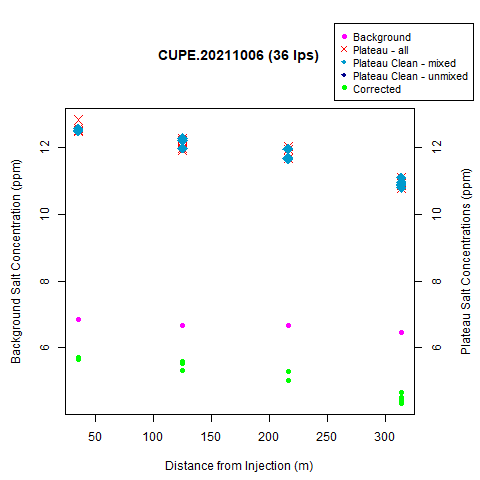 CUPE.20211006 (36 lps)
Background
Plateau - all
Plateau Clean - mixed
Plateau Clean - unmixed
Corrected
Background Salt Concentration (ppm)
12
10
8
6
12
10
8
6
Plateau Salt Concentrations (ppm)
50 100 150 200 250 300
Distance from Injection (m)